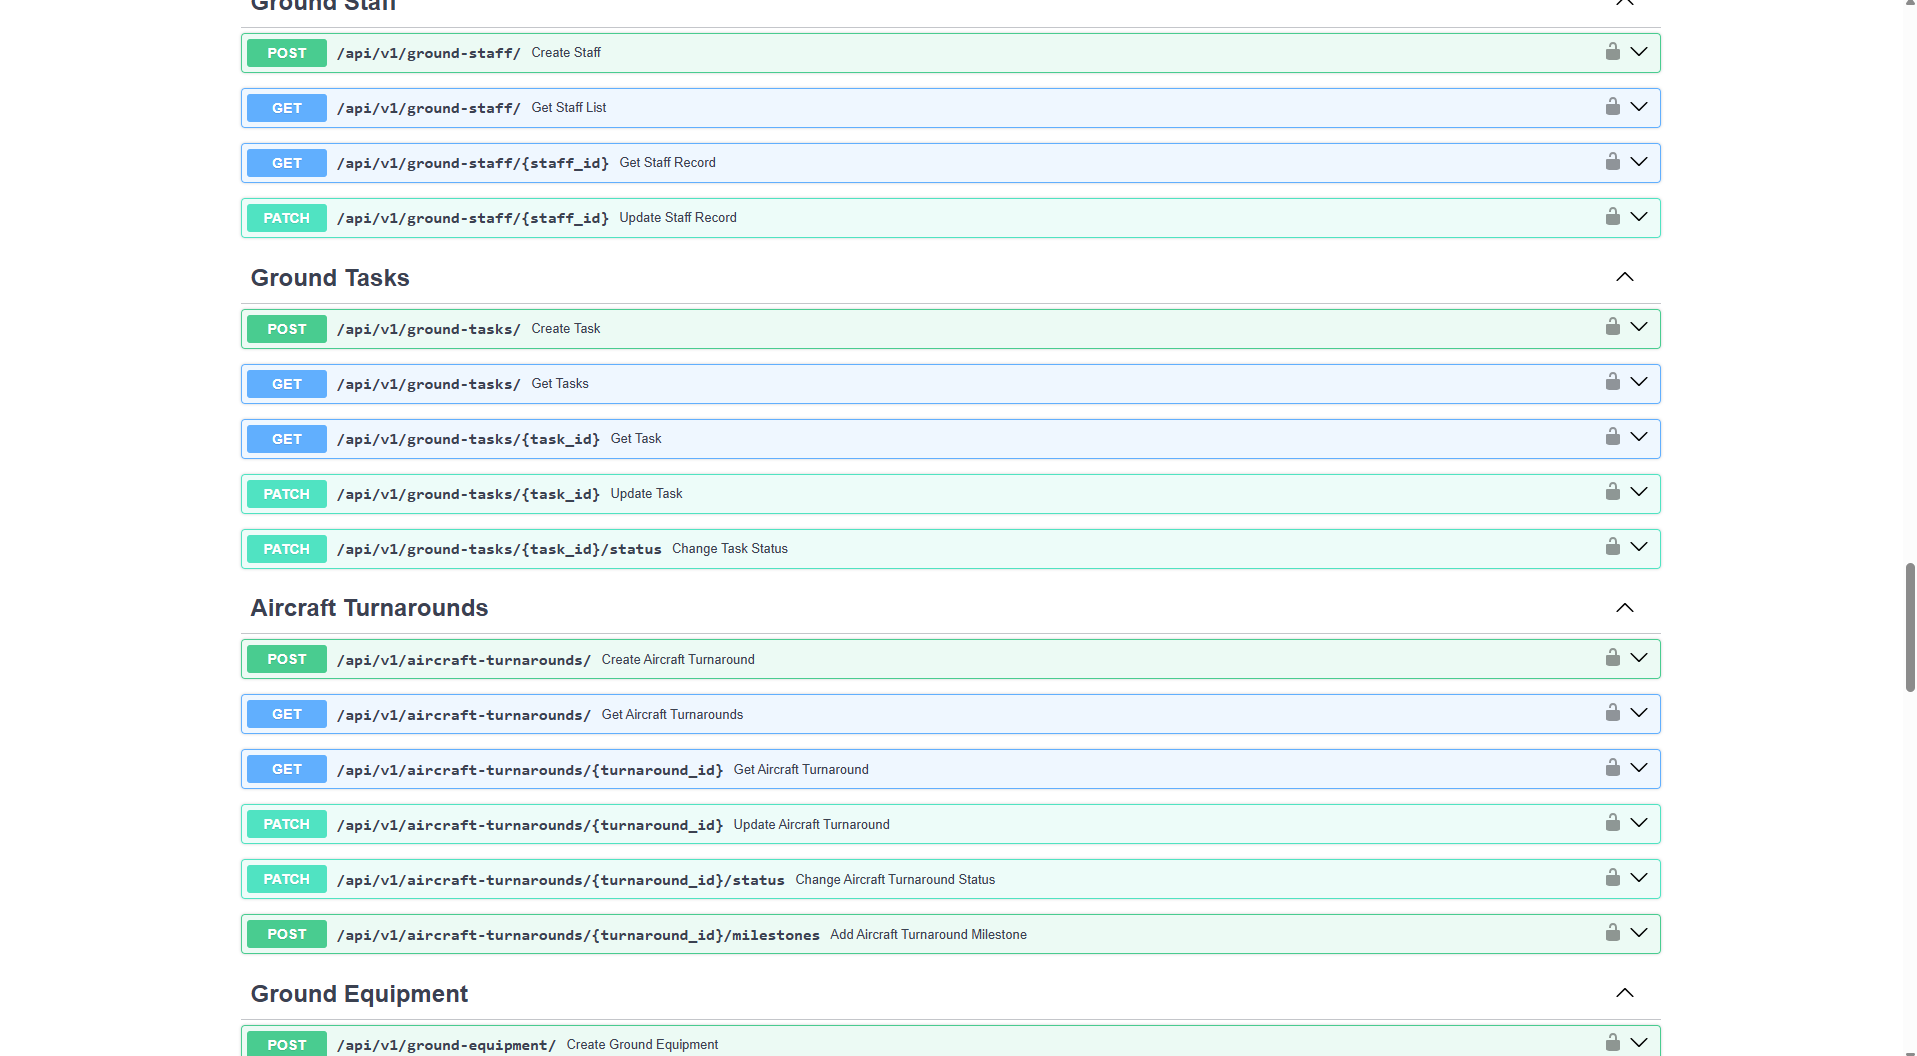 Ground Staff
POST /api/v1/ground-staff/ Create Staff
GET /api/v1/ground-staff/ Get Staff List
GET /api/v1/ground-staff/{staff_id} Get Staff Record
PATCH /api/v1/ground-staff/{staff_id} Update Staff Record
Ground Tasks
POST /api/v1/ground-tasks/ Create Task
GET /api/v1/ground-tasks/ Get Tasks
GET /api/v1/ground-tasks/{task_id} Get Task
PATCH /api/v1/ground-tasks/{task_id} Update Task
PATCH /api/v1/ground-tasks/{task_id}/status Change Task Status
Aircraft Turnarounds
POST /api/v1/aircraft-turnarounds/ Create Aircraft Turnaround
GET /api/v1/aircraft-turnarounds/ Get Aircraft Turnarounds
GET /api/v1/aircraft-turnarounds/{turnaround_id} Get Aircraft Turnaround
PATCH /api/v1/aircraft-turnarounds/{turnaround_id} Update Aircraft Turnaround
PATCH /api/v1/aircraft-turnarounds/{turnaround_id}/status Change Aircraft Turnaround Status
POST /api/v1/aircraft-turnarounds/{turnaround_id}/milestones Add Aircraft Turnaround Milestone
Ground Equipment
POST /api/v1/ground-equipment/ Create Ground Equipment